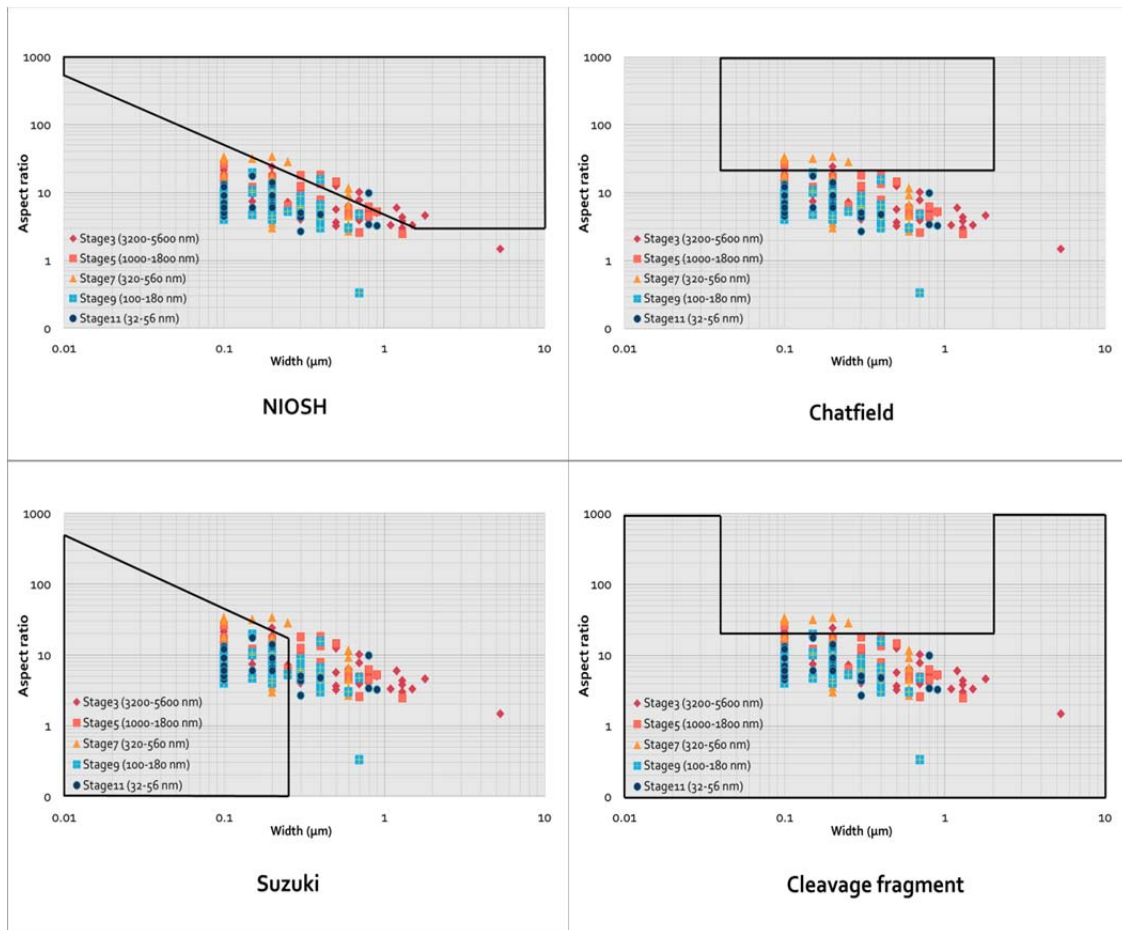 1000
100
10
1
0
Aspect ratio
Stage3 (3200-5600 nm)
Stage5 (1000-1800 nm)
Stage7 (320-560 nm)
Stage9 (100-180 nm)
Stage11 (32-56 nm)
0.01 0.1 1 10
Width (µm)
NIOSH
1000
100
10
1
0
Aspect ratio
Stage3 (3200-5600 nm)
Stage5 (1000-1800 nm)
Stage7 (320-560 nm)
Stage9 (100-180 nm)
Stage11 (32-56 nm)
0.01 0.1 1 10
Width (µm)
Chatfield
1000
100
10
1
0
Aspect ratio
Stage3 (3200-5600 nm)
Stage5 (1000-1800 nm)
Stage7 (320-560 nm)
Stage9 (100-180 nm)
Stage11 (32-56 nm)
0.01 0.1 1 10
Width (µm)
Suzuki
1000
100
10
1
0
Aspect ratio
Stage3 (3200-5600 nm)
Stage5 (1000-1800 nm)
Stage7 (320-560 nm)
Stage9 (100-180 nm)
Stage11 (32-56 nm)
0.01 0.1 1 10
Width (µm)
Cleavage fragment